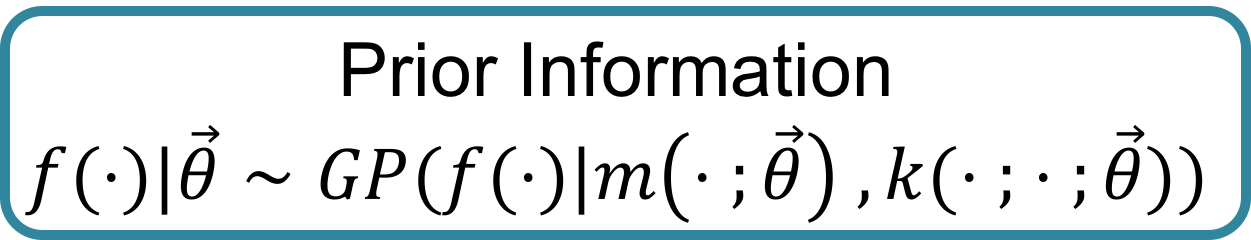 Prior Information
𝑓(·)|𝜃⃗ ~ 𝐺𝑃(𝑓(·)|𝑚(· ; 𝜃⃗) , 𝑘(· ; · ; 𝜃⃗))